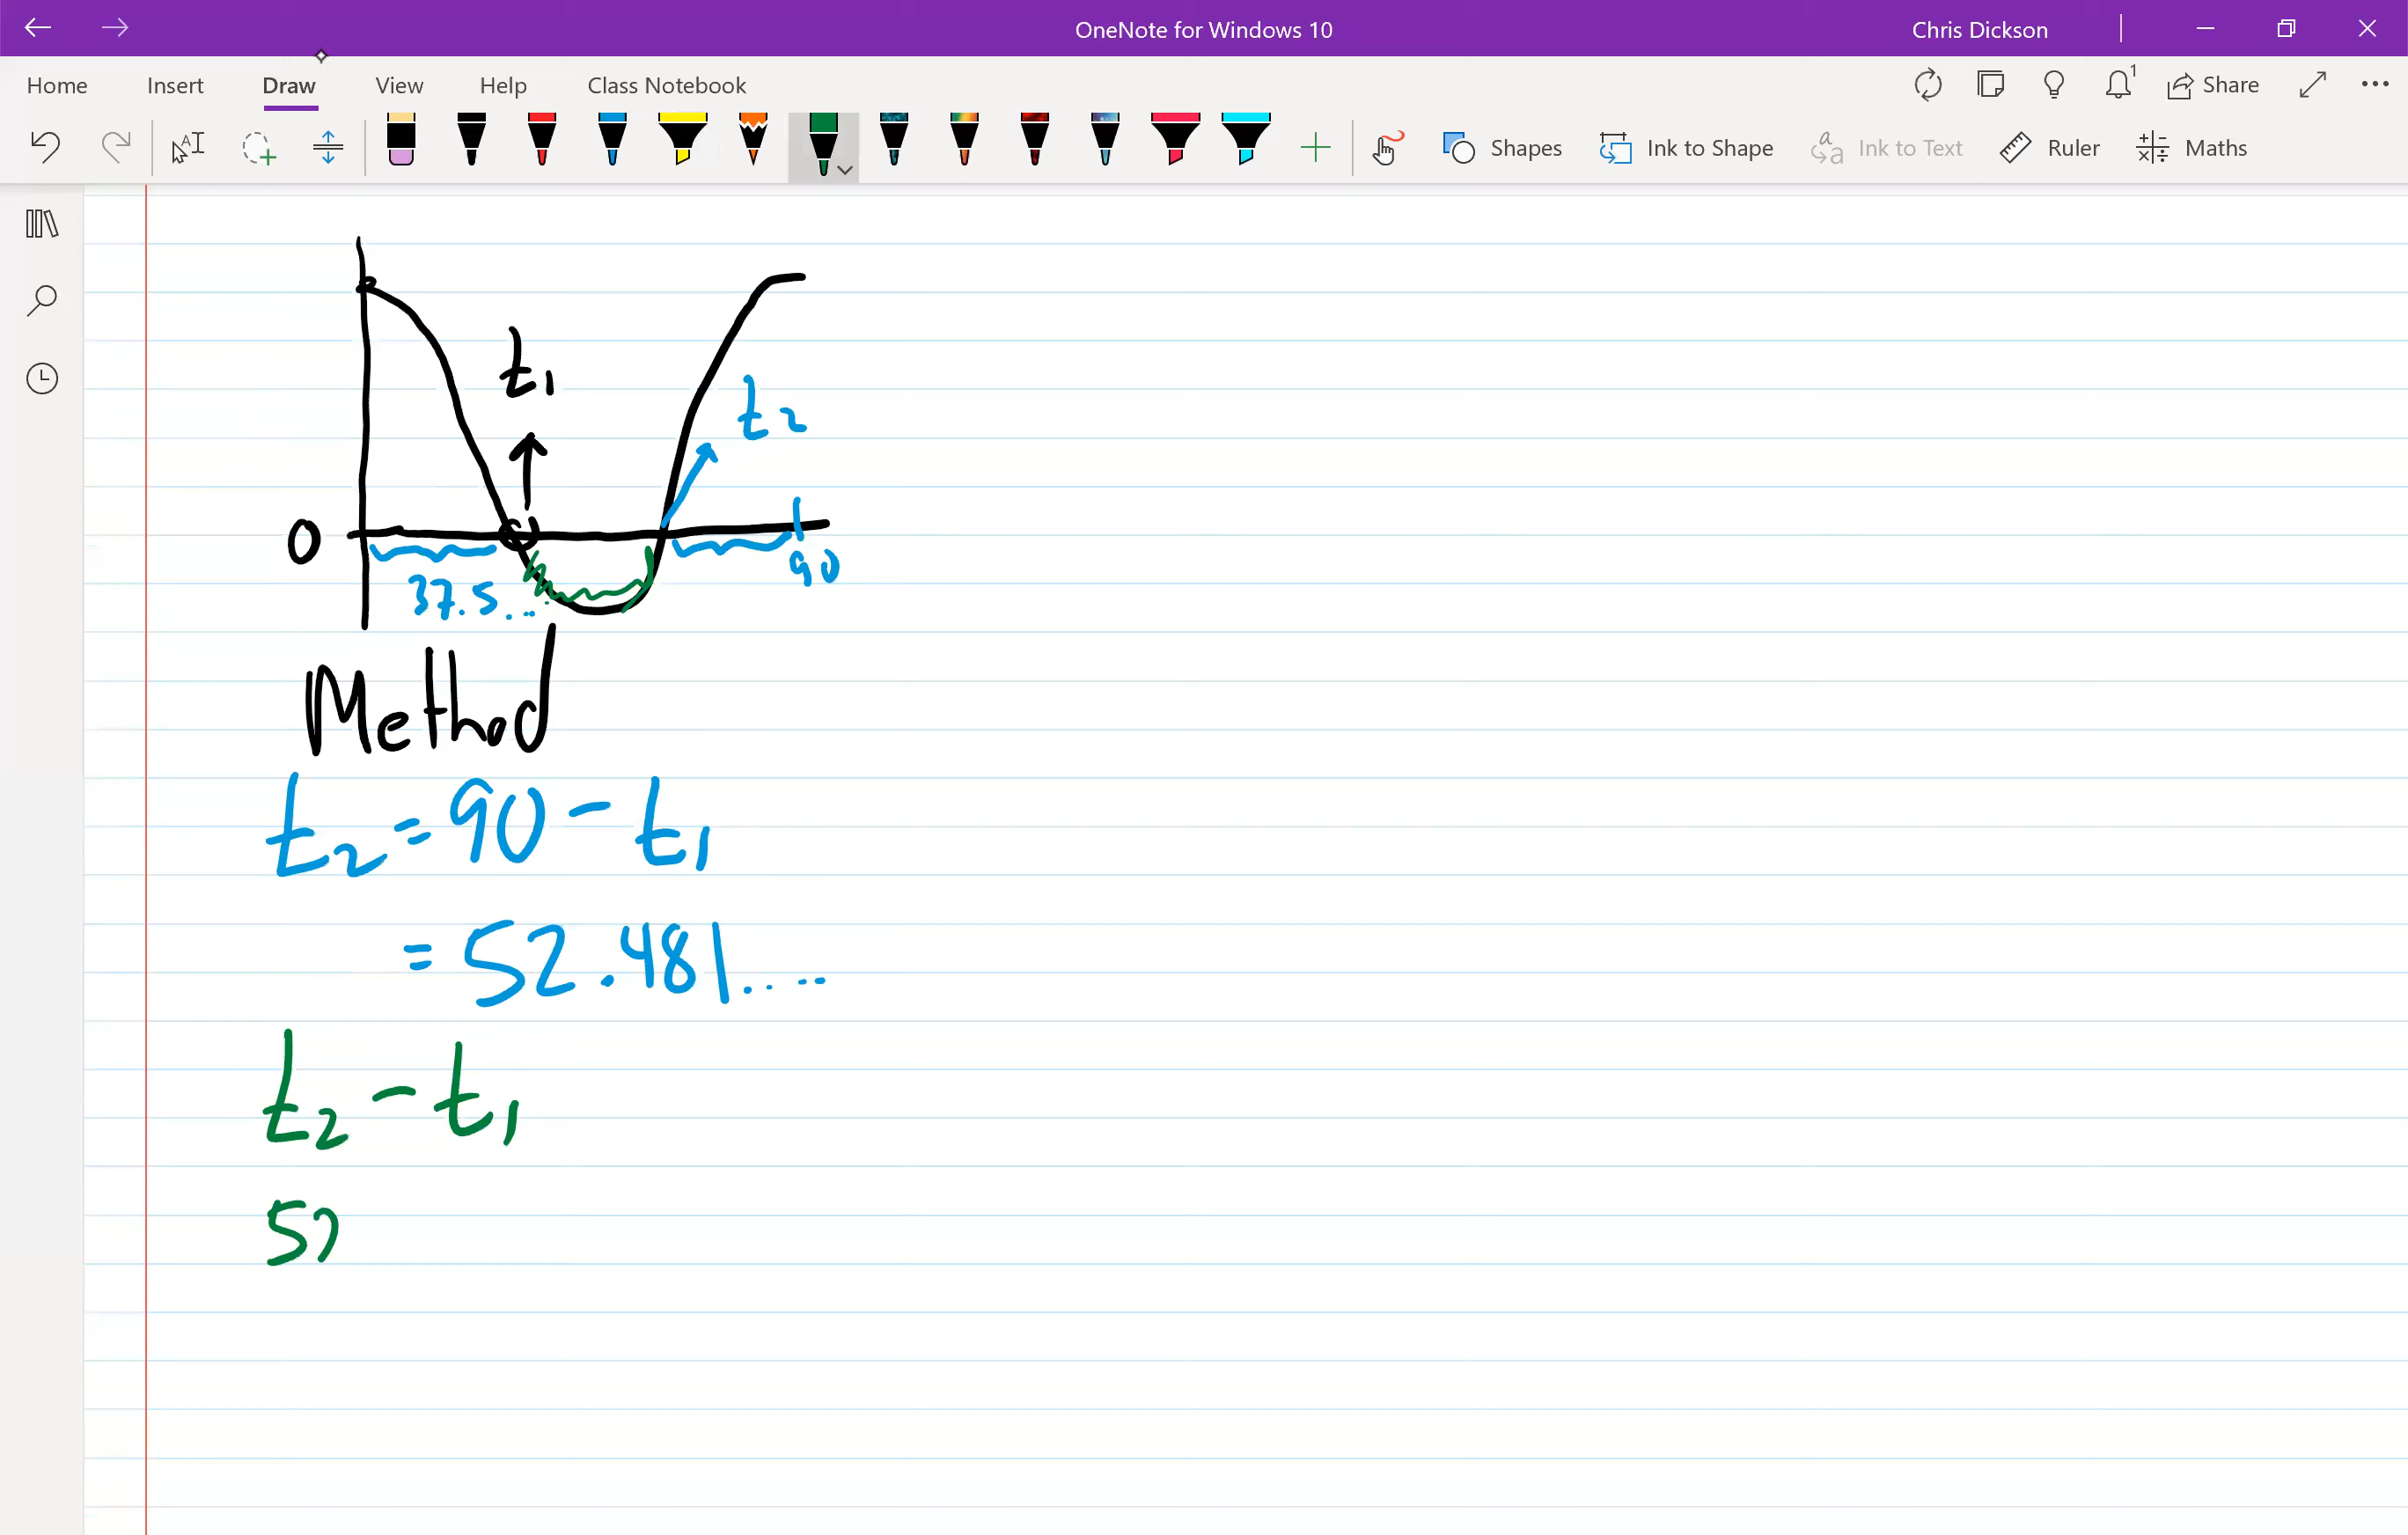 OneNote for Windows 10
Chris Dickson
Home Insert Draw View Help Class Notebook
1 Share
Shapes Ink to Shape Ink to Text Ruler Maths
t1
t2
0
90
37.5...
Method
t2 = 90 - t1
= 52.481....
t2 - t1
52